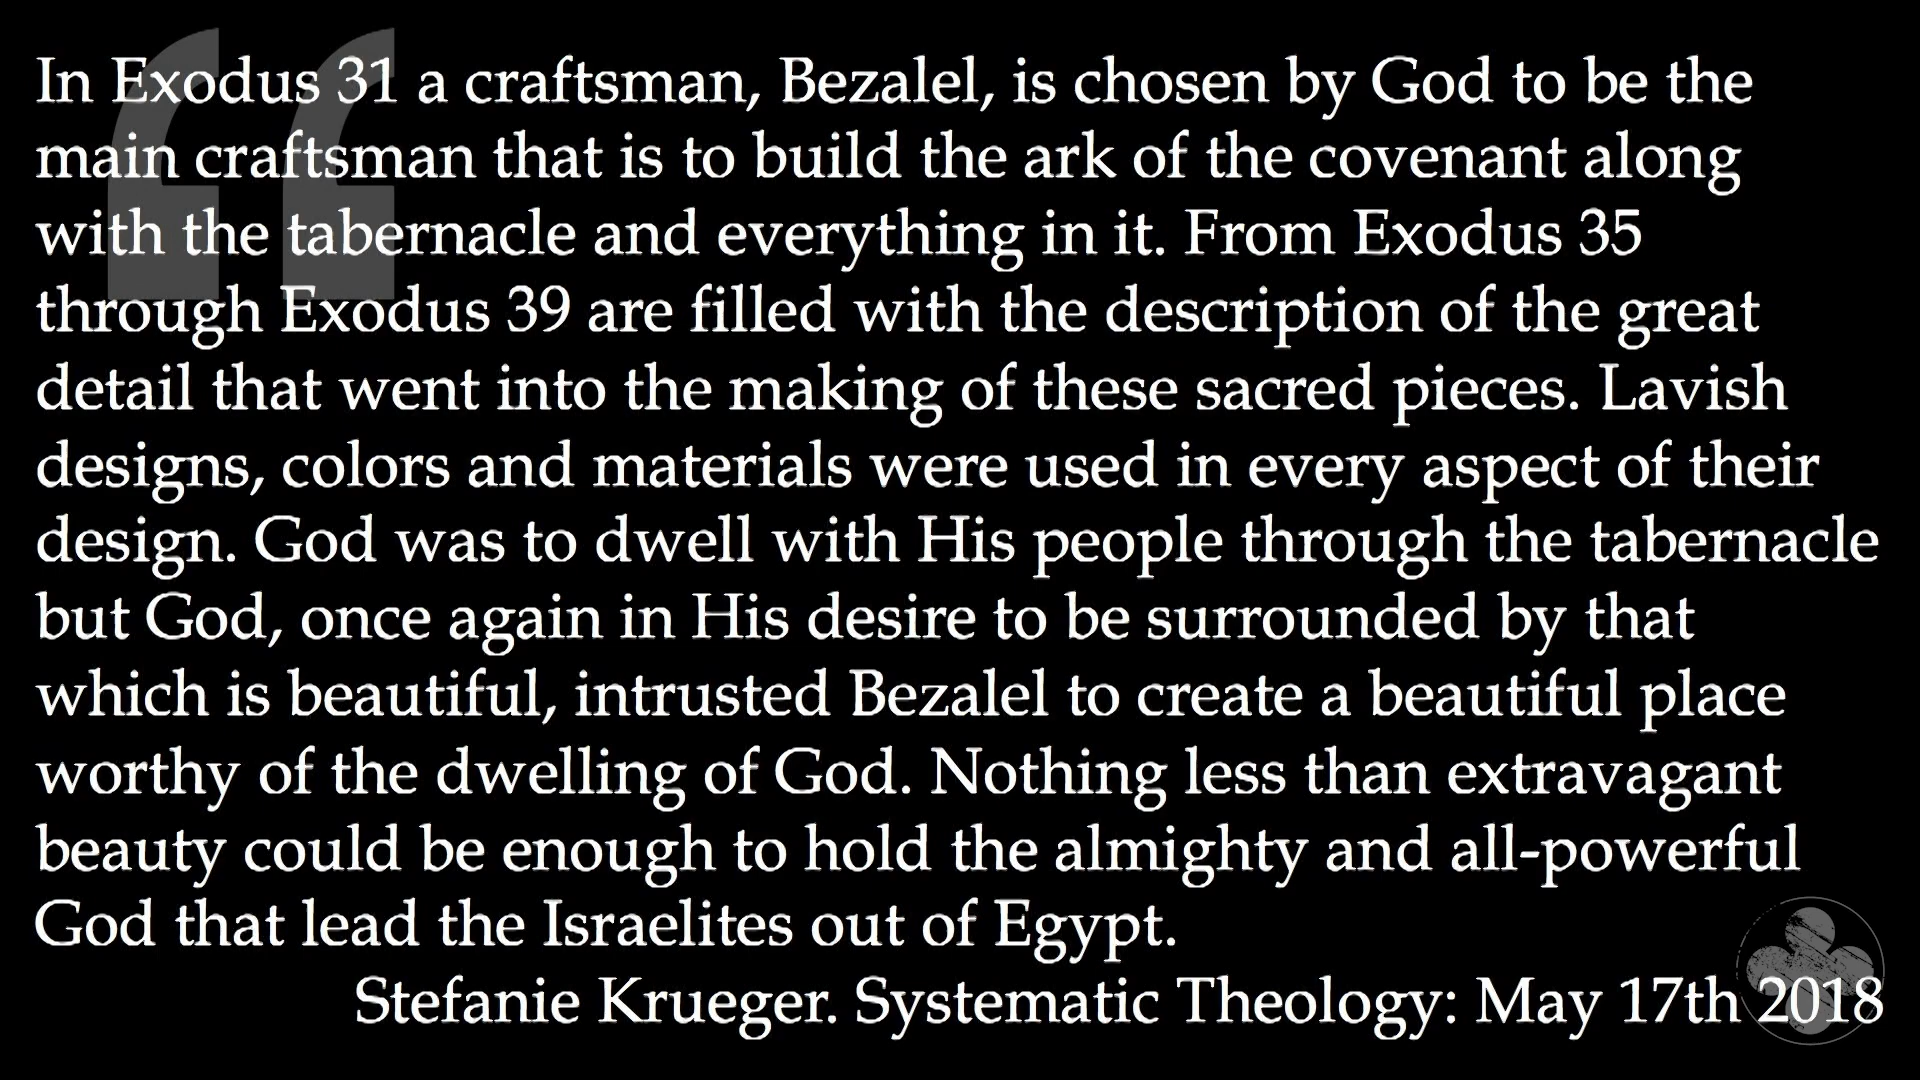 In Exodus 31 a craftsman, Bezalel, is chosen by God to be the
main craftsman that is to build the ark of the covenant along
with the tabernacle and everything in it. From Exodus 35
through Exodus 39 are filled with the description of the great
detail that went into the making of these sacred pieces. Lavish
designs, colors and materials were used in every aspect of their
design. God was to dwell with His people through the tabernacle
but God, once again in His desire to be surrounded by that
which is beautiful, intrusted Bezalel to create a beautiful place
worthy of the dwelling of God. Nothing less than extravagant
beauty could be enough to hold the almighty and all-powerful
God that lead the Israelites out of Egypt.
Stefanie Krueger. Systematic Theology: May 17th 2018